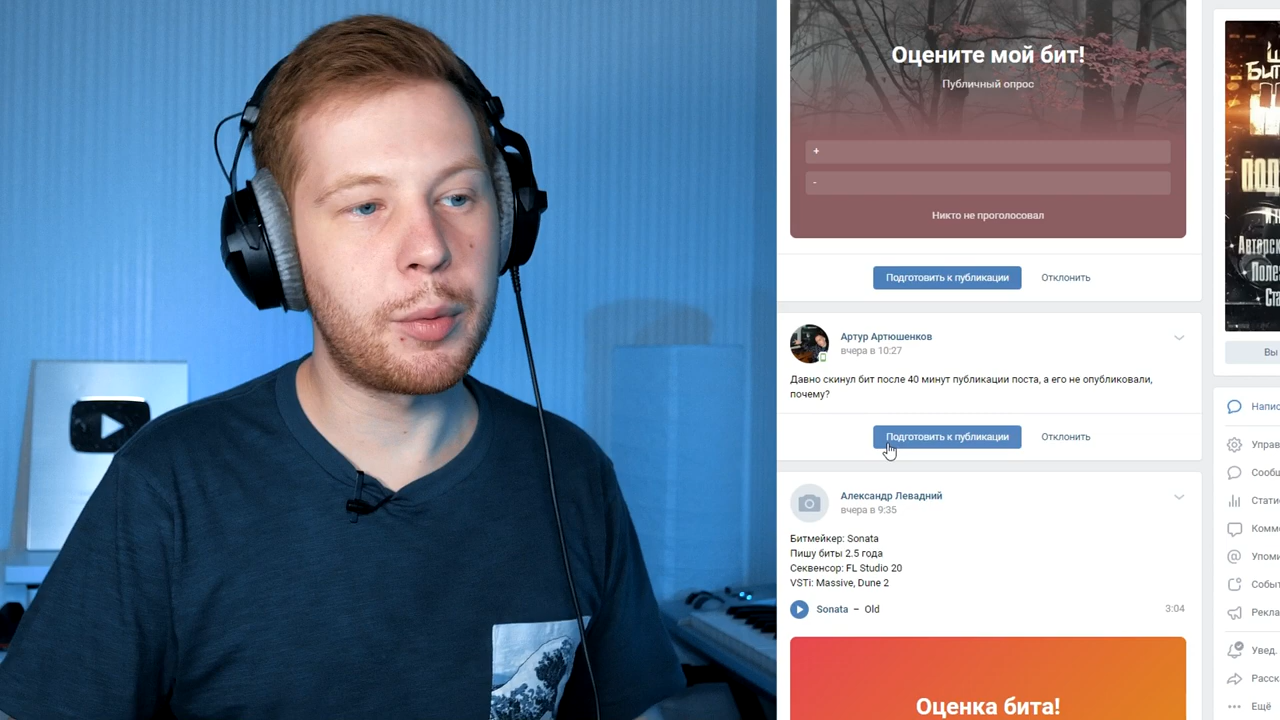 Оцените мой бит!
Публичный опрос
+
-
Никто не проголосовал
Подготовить к публикации
Отклонить
Артур Артюшенков
вчера в 10:27
Давно скинул бит после 40 минут публикации поста, а его не опубликовали,
почему?
Подготовить к публикации
Отклонить
Александр Левадний
вчера в 9:35
Битмейкер: Sonata
Пишу биты 2.5 года
Секвенсор: FL Studio 20
VSTi: Massive, Dune 2
Sonata – Old
3:04
Оценка бита!
Вы
Напис
Управ
Сообщ
Стати
Комме
Упоми
Событ
Рекла
Увед.
Расск
Ещё